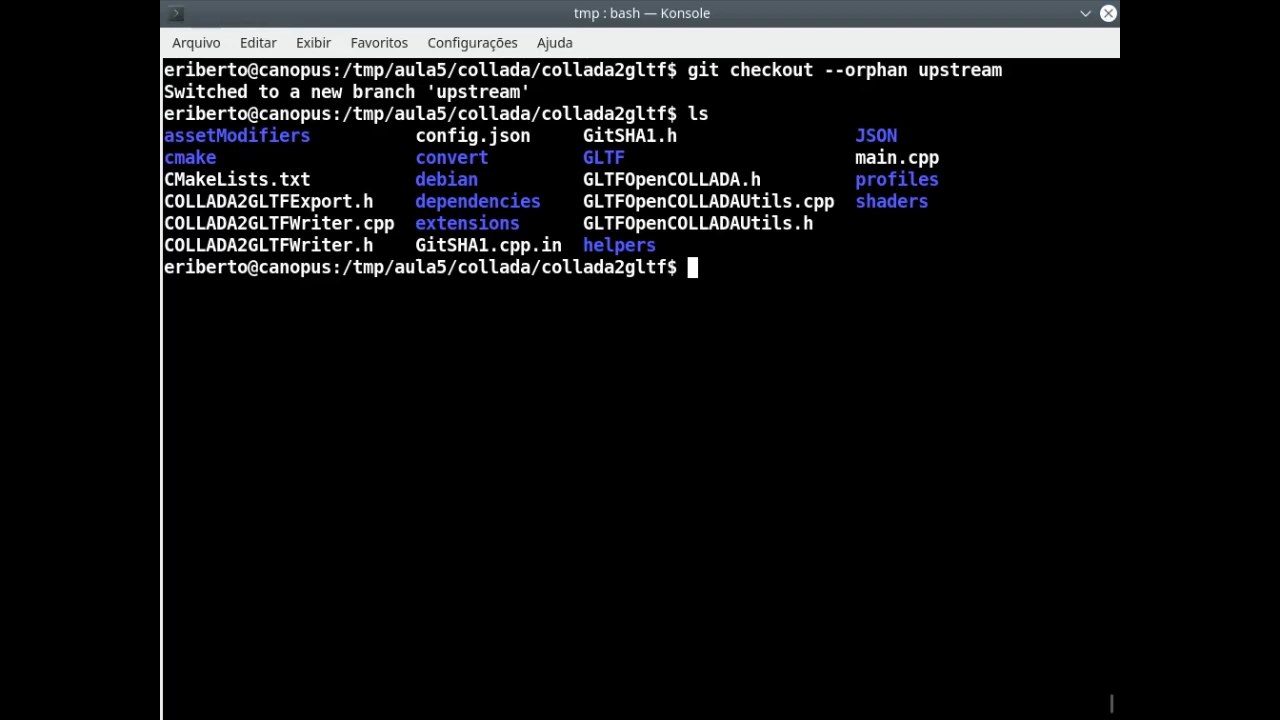 tmp : bash — Konsole
Arquivo Editar Exibir Favoritos Configurações Ajuda
eriberto@canopus:/tmp/aula5/collada/collada2gltf$ git checkout --orphan upstream
Switched to a new branch 'upstream'
eriberto@canopus:/tmp/aula5/collada/collada2gltf$ ls
assetModifiers config.json GitSHA1.h JSON
cmake convert GLTF main.cpp
CMakeLists.txt debian GLTFOpenCOLLADA.h profiles
COLLADA2GLTFExport.h dependencies GLTFOpenCOLLADAUtils.cpp shaders
COLLADA2GLTFWriter.cpp extensions GLTFOpenCOLLADAUtils.h
COLLADA2GLTFWriter.h GitSHA1.cpp.in helpers
eriberto@canopus:/tmp/aula5/collada/collada2gltf$